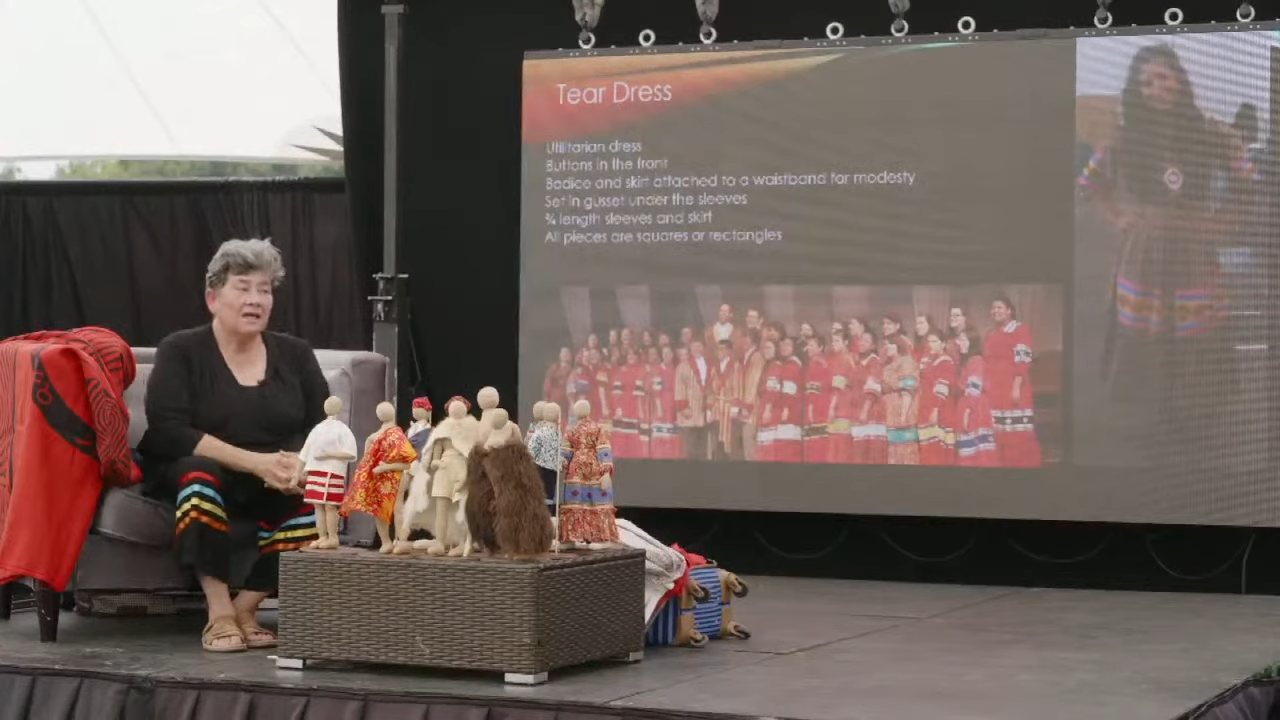 Tear Dress
Utilitarian dress
Buttons in the front
Bodice and skirt attached to a waistband for modesty
Set in gusset under the sleeves
¾ length sleeves and skirt
All pieces are squares or rectangles